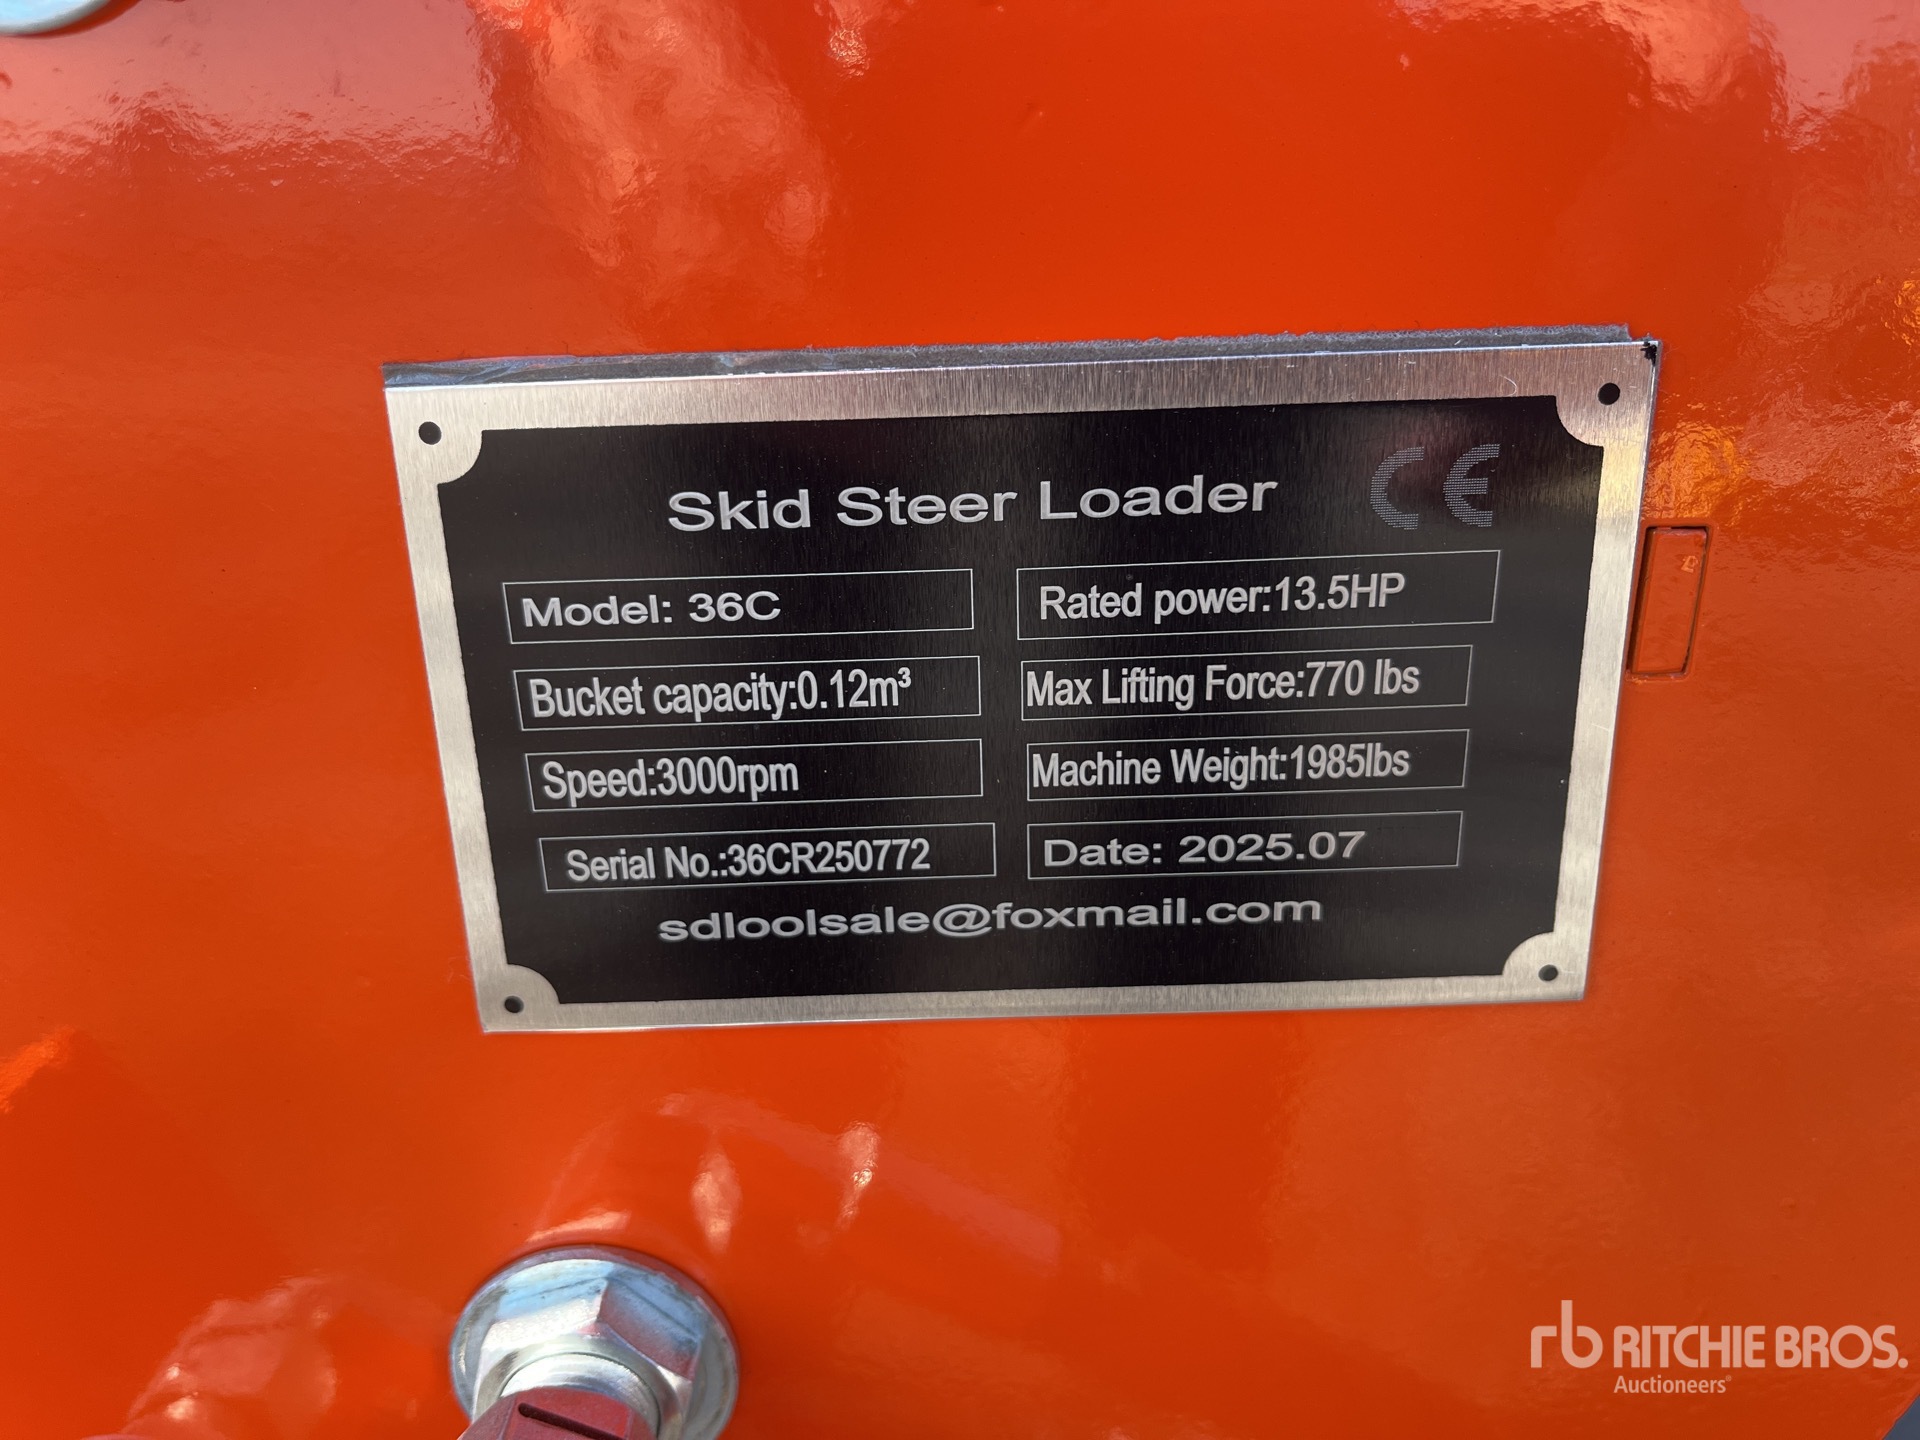 Skid Steer Loader CE
Model: 36C
Rated power:13.5HP
Bucket capacity:0.12m³
Max Lifting Force:770 lbs
Speed:3000rpm
Machine Weight:1985lbs
Serial No.:36CR250772
Date: 2025.07
sdloolsale@foxmail.com
rb RITCHIE BROS.
Auctioneers®